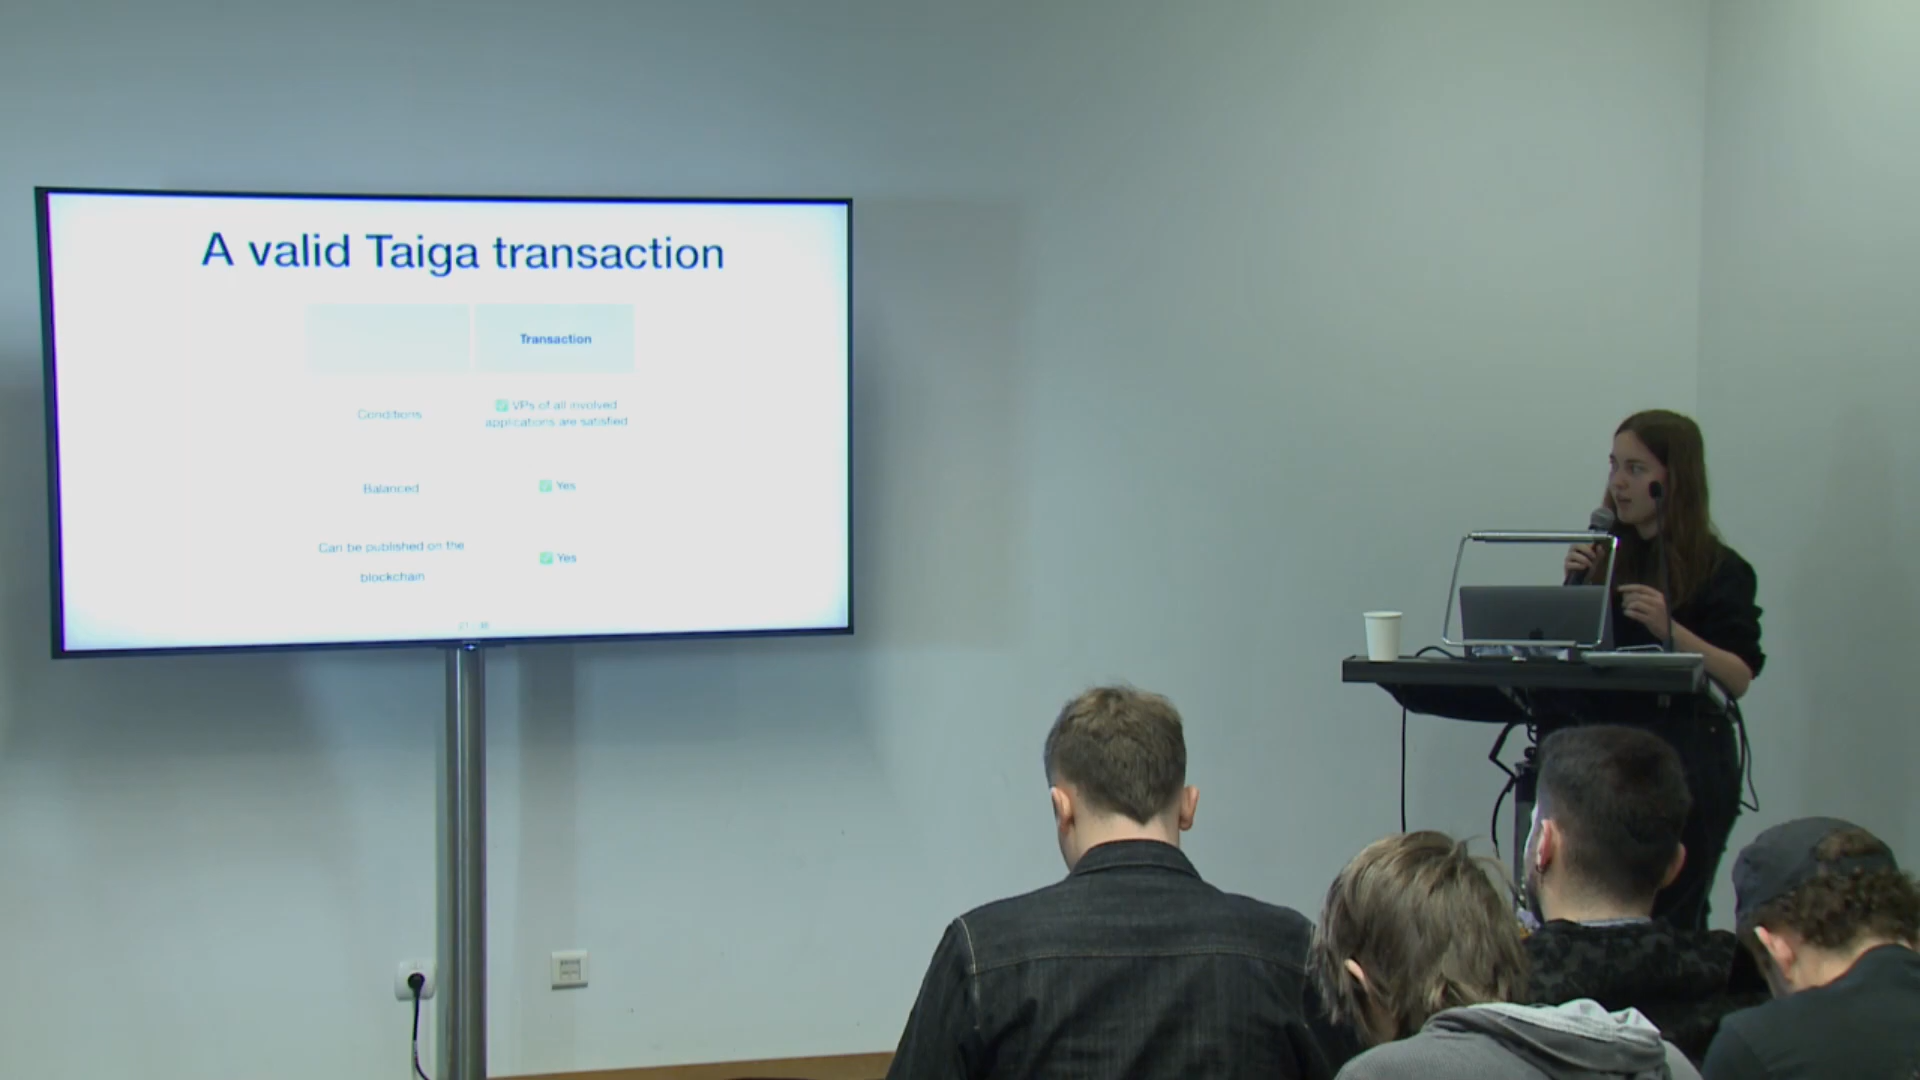 A valid Taiga transaction
Transaction
Conditions
✅ VPs of all involved
applications are satisfied
Balanced
✅ Yes
Can be published on the
blockchain
✅ Yes